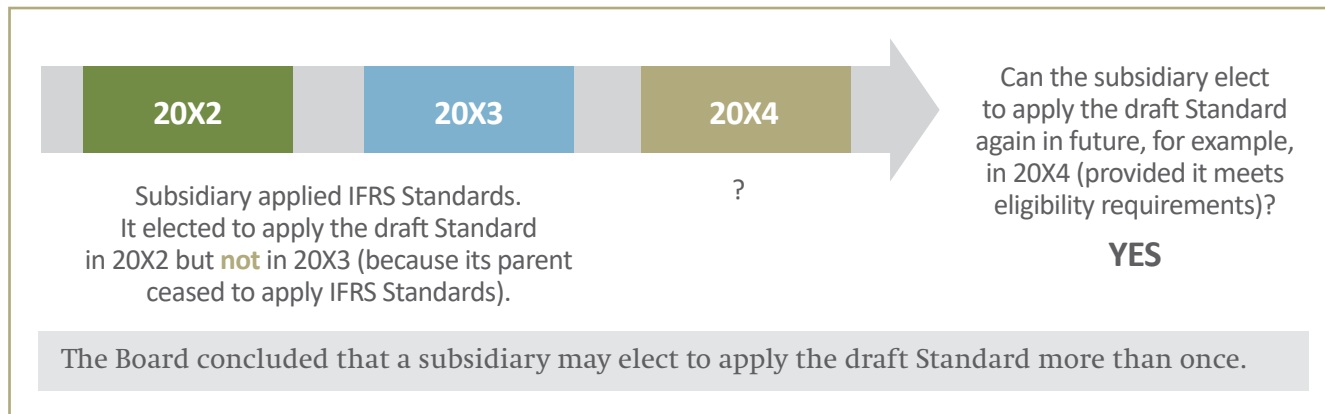 20X2
20X3
20X4
Subsidiary applied IFRS Standards.
It elected to apply the draft Standard
in 20X2 but not in 20X3 (because its parent
ceased to apply IFRS Standards).
?
Can the subsidiary elect
to apply the draft Standard
again in future, for example,
in 20X4 (provided it meets
eligibility requirements)?
YES
The Board concluded that a subsidiary may elect to apply the draft Standard more than once.